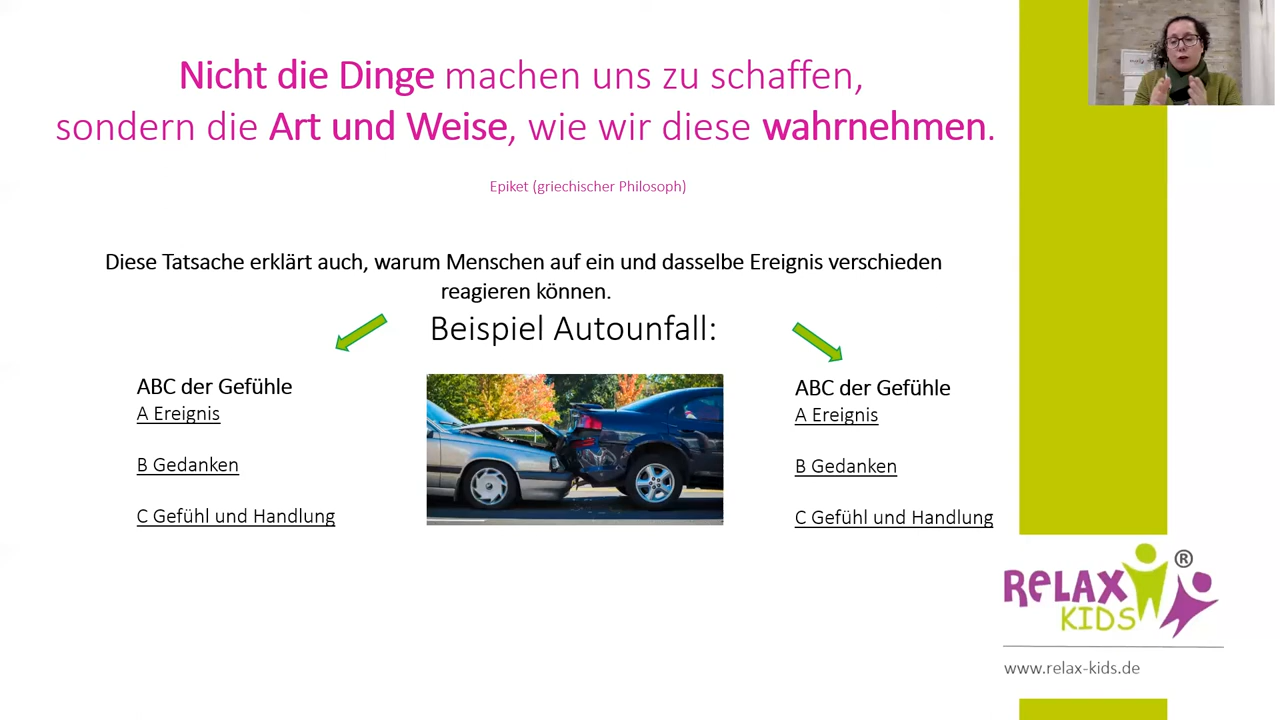 Nicht die Dinge machen uns zu schaffen,
sondern die Art und Weise, wie wir diese wahrnehmen.
Epiket (griechischer Philosoph)
Diese Tatsache erklärt auch, warum Menschen auf ein und dasselbe Ereignis verschieden
reagieren können.
Beispiel Autounfall:
ABC der Gefühle
A Ereignis
B Gedanken
C Gefühl und Handlung
ABC der Gefühle
A Ereignis
B Gedanken
C Gefühl und Handlung
RELAX
KIDS
®
www.relax-kids.de